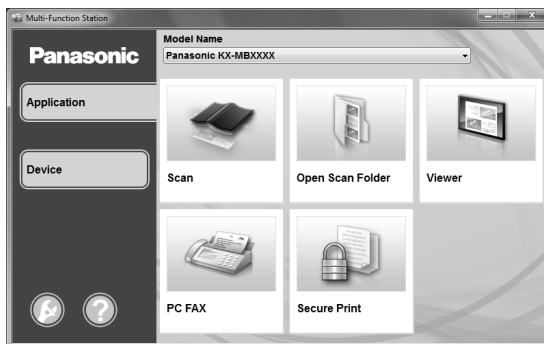 Multi-Function Station
Panasonic
Model Name
Panasonic KX-MBXXXX
Application
Device
Scan
Open Scan Folder
Viewer
PC FAX
Secure Print
?